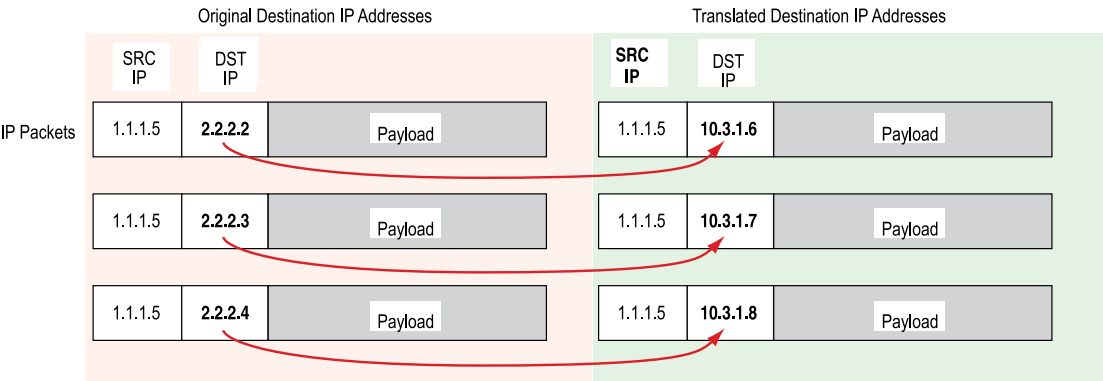 Original Destination IP Addresses
Translated Destination IP Addresses
SRC
IP
DST
IP
SRC
IP
DST
IP
IP Packets
1.1.1.5
2.2.2.2
Payload
1.1.1.5
10.3.1.6
Payload
1.1.1.5
2.2.2.3
Payload
1.1.1.5
10.3.1.7
Payload
1.1.1.5
2.2.2.4
Payload
1.1.1.5
10.3.1.8
Payload